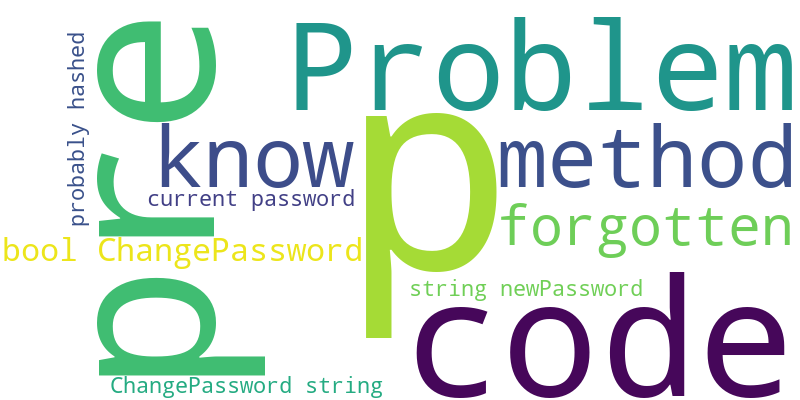 Problem
pre
probably hashed
p
know
method
current password
forgotten
bool ChangePassword
string newPassword
code
ChangePassword string